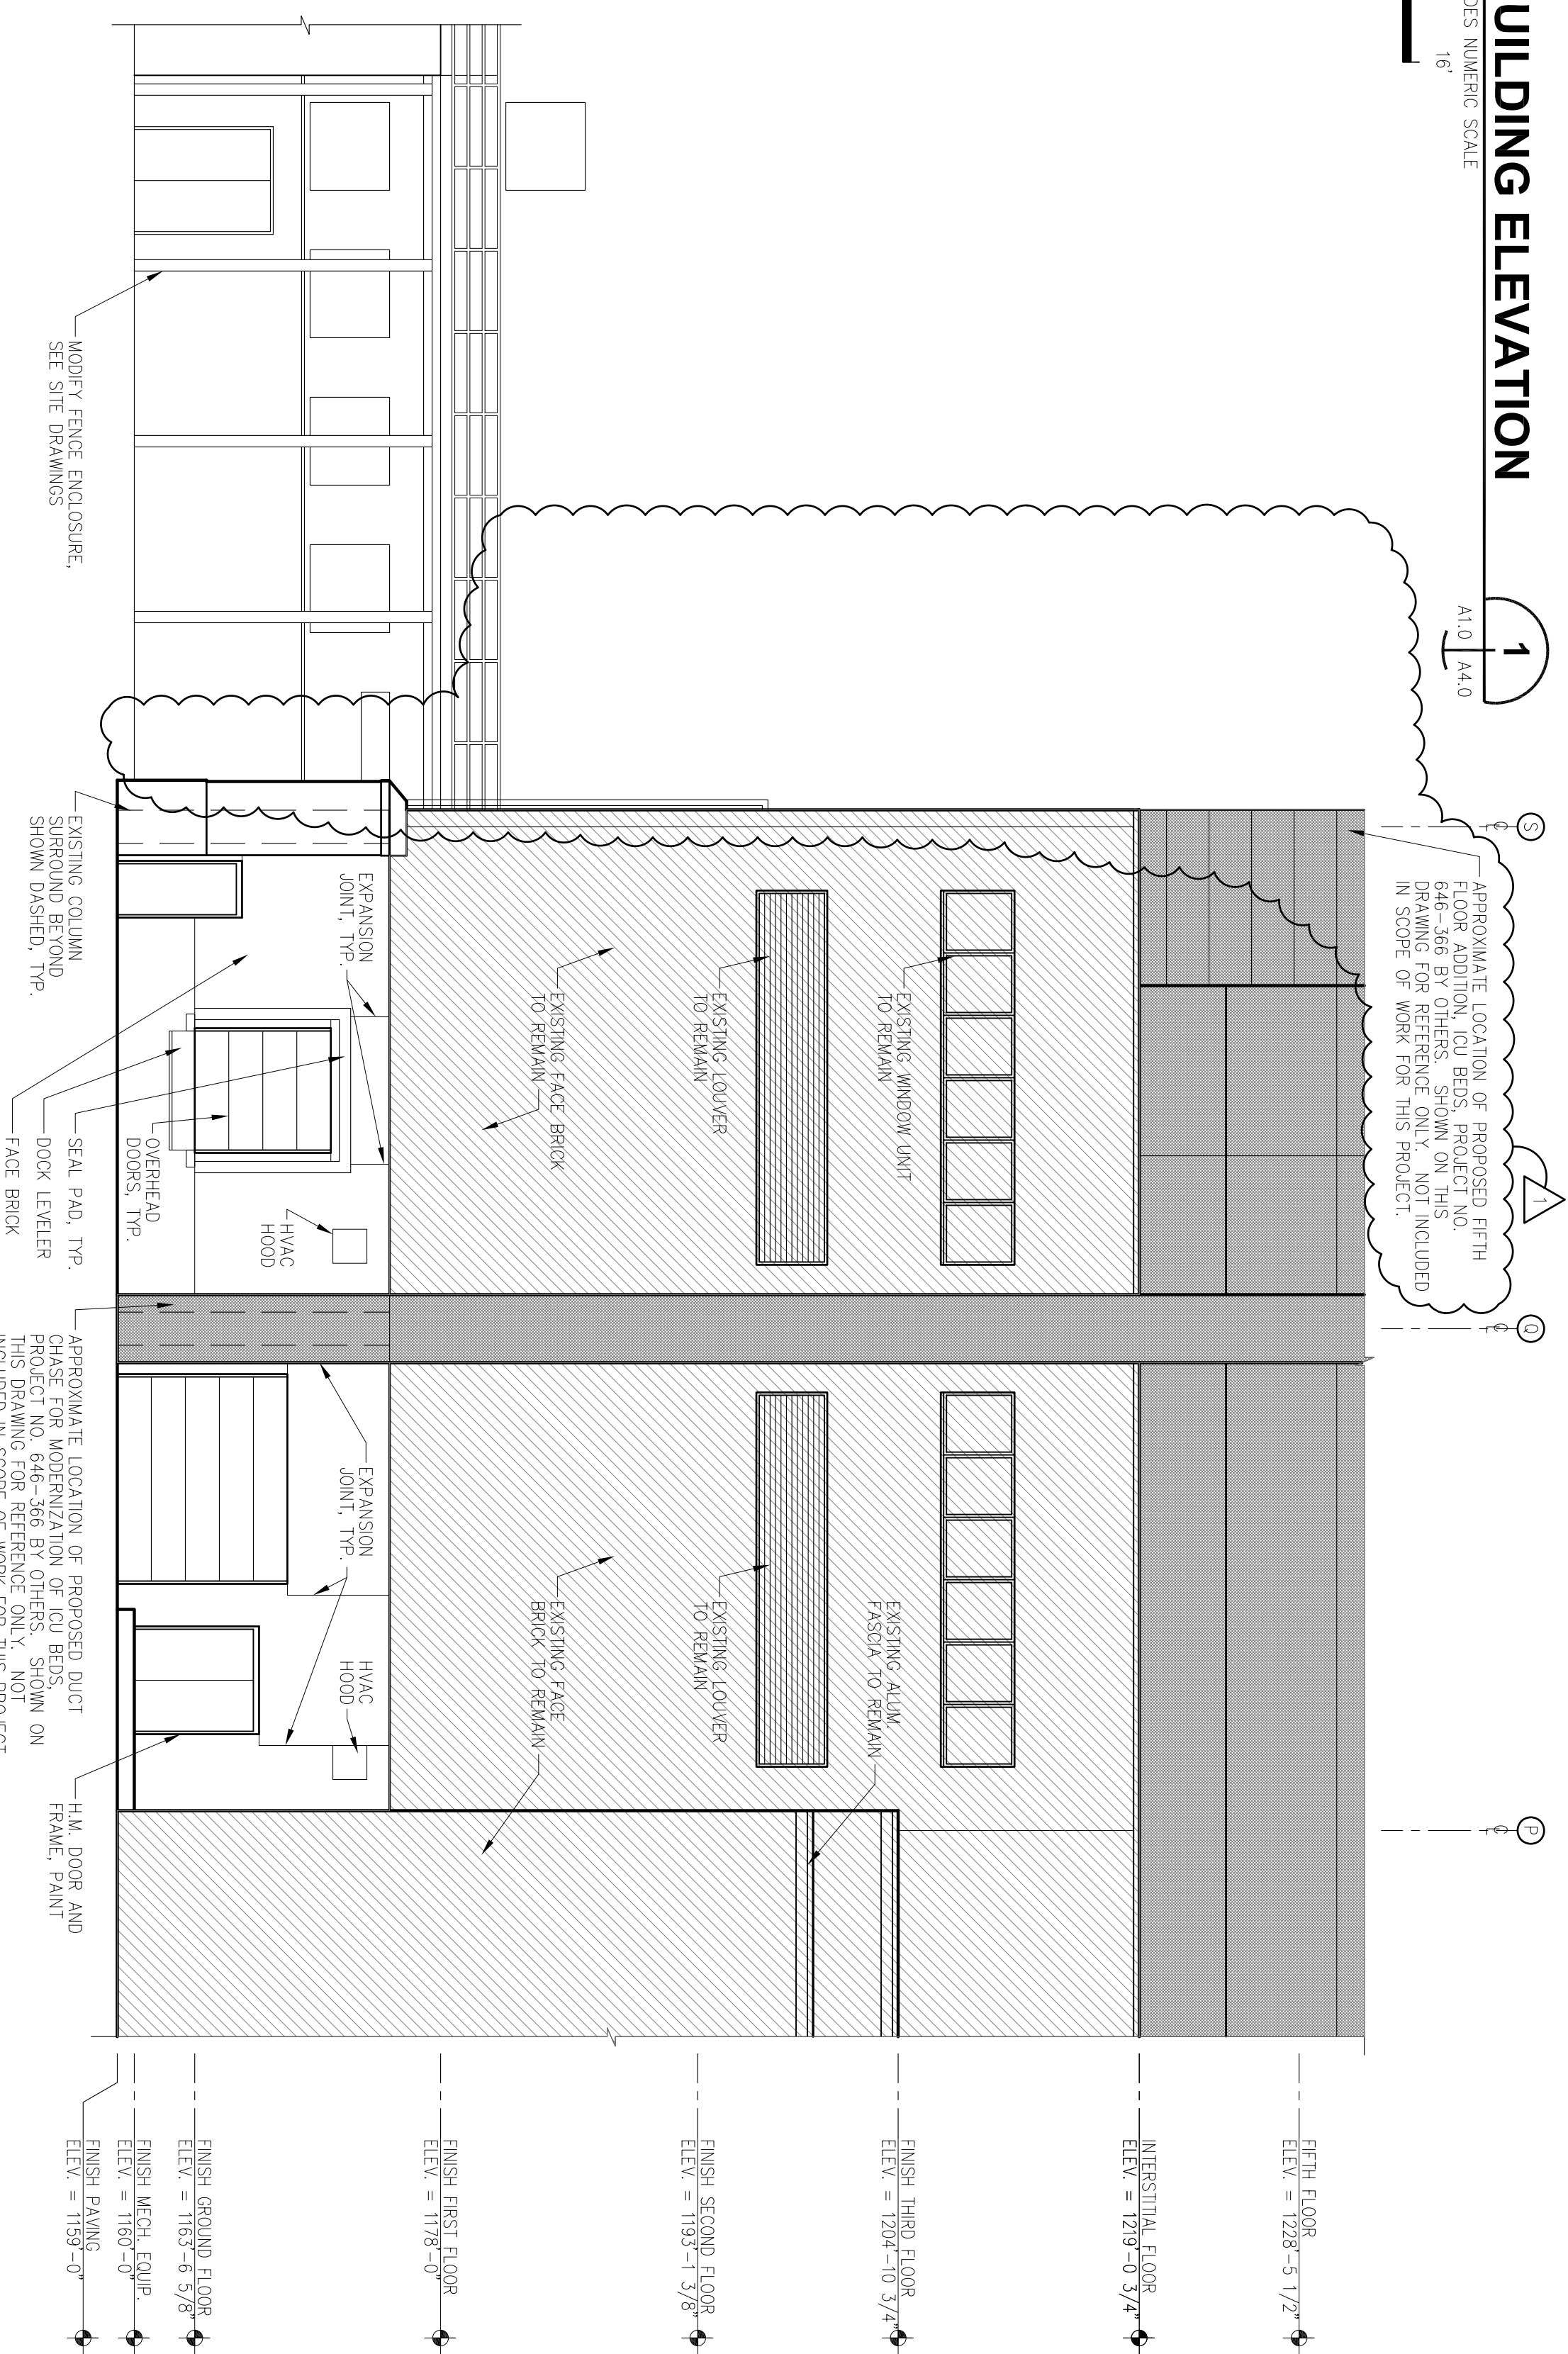 UILDING ELEVATION
DES NUMERIC SCALE
16'
1
A1.0 A4.0
S
Q
P
1
APPROXIMATE LOCATION OF PROPOSED FIFTH
FLOOR ADDITION, ICU BEDS, PROJECT NO.
646-366 BY OTHERS. SHOWN ON THIS
DRAWING FOR REFERENCE ONLY. NOT INCLUDED
IN SCOPE OF WORK FOR THIS PROJECT.
EXISTING WINDOW UNIT
TO REMAIN
EXISTING LOUVER
TO REMAIN
EXISTING FACE BRICK
TO REMAIN
EXISTING ALUM.
FASCIA TO REMAIN
EXISTING LOUVER
TO REMAIN
EXISTING FACE
BRICK TO REMAIN
EXPANSION
JOINT, TYP.
HVAC
HOOD
EXPANSION
JOINT, TYP.
HVAC
HOOD
OVERHEAD
DOORS, TYP.
SEAL PAD, TYP.
DOCK LEVELER
FACE BRICK
MODIFY FENCE ENCLOSURE,
SEE SITE DRAWINGS
EXISTING COLUMN
SURROUND BEYOND
SHOWN DASHED, TYP.
APPROXIMATE LOCATION OF PROPOSED DUCT
CHASE FOR MODERNIZATION OF ICU BEDS,
PROJECT NO. 646-366 BY OTHERS. SHOWN ON
THIS DRAWING FOR REFERENCE ONLY. NOT
INCLUDED IN SCOPE OF WORK FOR THIS PROJECT
H.M. DOOR AND
FRAME, PAINT
FIFTH FLOOR
ELEV. = 1228'-5 1/2"
INTERSTITIAL FLOOR
ELEV. = 1219'-0 3/4"
FINISH THIRD FLOOR
ELEV. = 1204'-10 3/4"
FINISH SECOND FLOOR
ELEV. = 1193'-1 3/8"
FINISH FIRST FLOOR
ELEV. = 1178'-0"
FINISH GROUND FLOOR
ELEV. = 1163'-6 5/8"
FINISH MECH. EQUIP.
ELEV. = 1160'-0"
FINISH PAVING
ELEV. = 1159'-0"